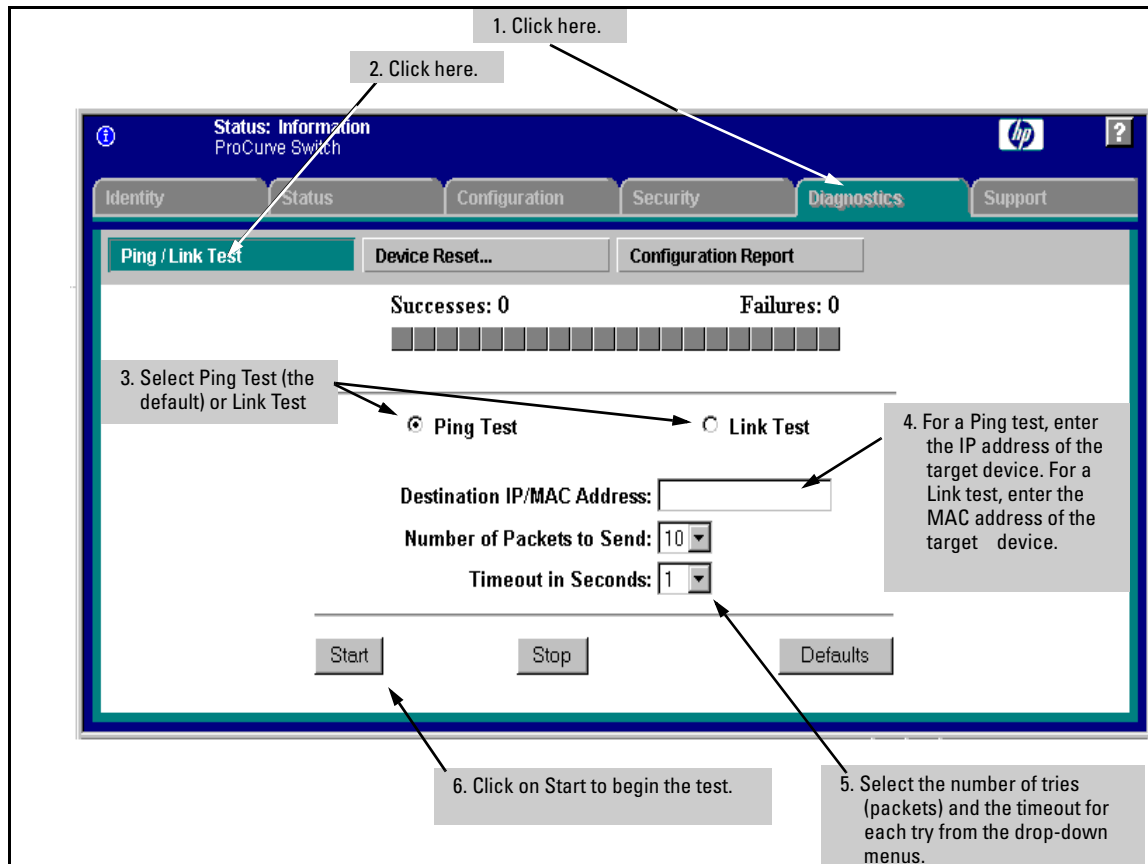 1. Click here.
2. Click here.
Status: Information
ProCurve Switch
hp
?
Identity
Status
Configuration
Security
Diagnostics
Support
Ping / Link Test
Device Reset...
Configuration Report
Successes: 0
Failures: 0
3. Select Ping Test (the
default) or Link Test
Ping Test
Link Test
4. For a Ping test, enter
the IP address of the
target device. For a
Link test, enter the
MAC address of the
target device.
Destination IP/MAC Address:
Number of Packets to Send: 10
Timeout in Seconds: 1
Start
Stop
Defaults
6. Click on Start to begin the test.
5. Select the number of tries
(packets) and the timeout for
each try from the drop-down
menus.